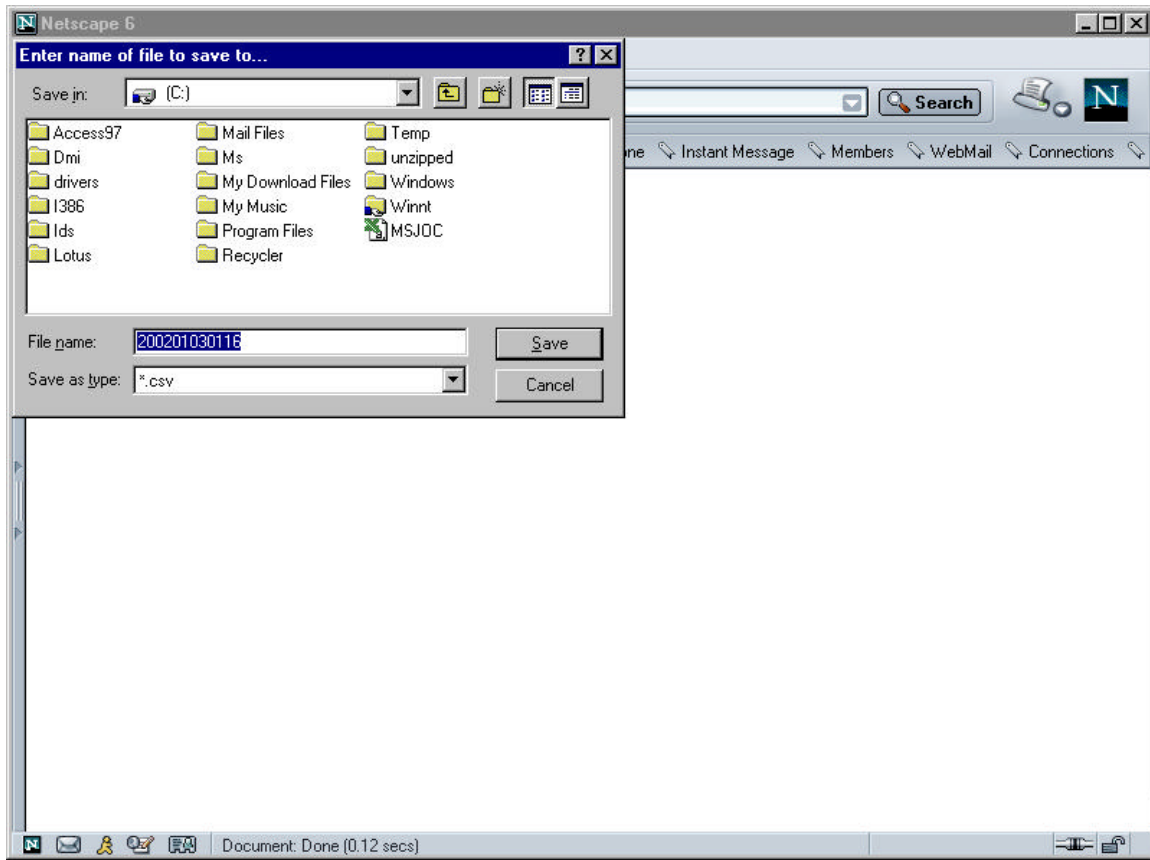 Netscape 6
Enter name of file to save to...
Save in: (C:)
Search
N
Access97 Mail Files Temp
Dmi Ms unzipped
drivers My Download Files Windows
I386 My Music Winnt
Ids Program Files MSJOC
Lotus Recycler
ne Instant Message Members WebMail Connections
File name: 200201030116 Save
Save as type: *.csv Cancel
Document: Done (0.12 secs)